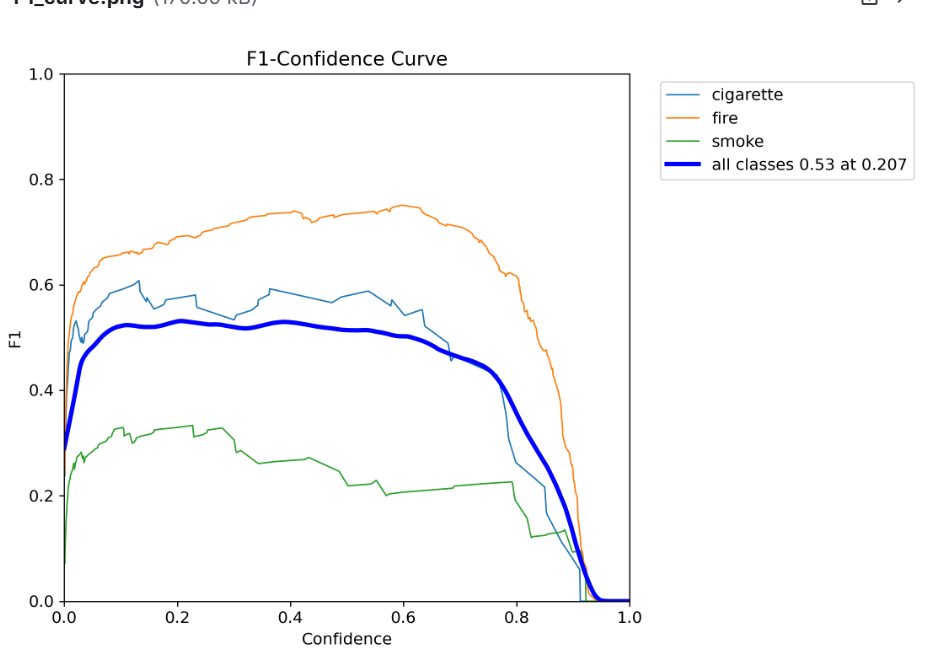 F1_curve.png
F1-Confidence Curve
1.0
0.8
0.6
0.4
0.2
0.0
F1
0.0 0.2 0.4 0.6 0.8 1.0
Confidence
cigarette
fire
smoke
all classes 0.53 at 0.207